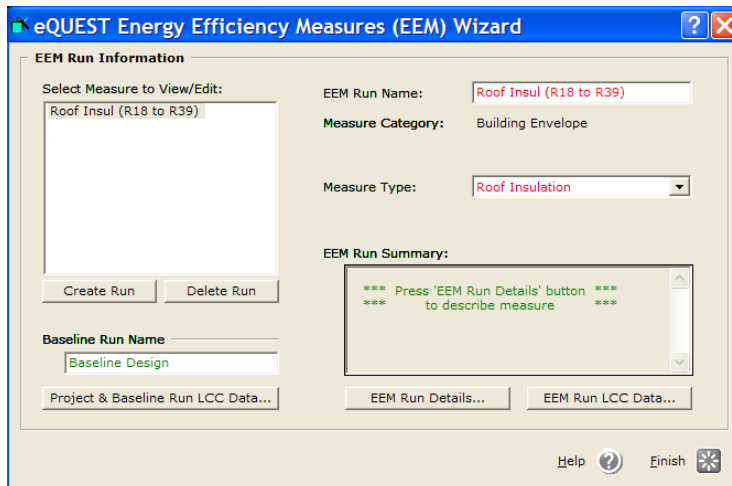 eQUEST Energy Efficiency Measures (EEM) Wizard
EEM Run Information
Select Measure to View/Edit:
Roof Insul (R18 to R39)
Create Run
Delete Run
Baseline Run Name
Baseline Design
Project & Baseline Run LCC Data...
EEM Run Name:
Roof Insul (R18 to R39)
Measure Category:
Building Envelope
Measure Type:
Roof Insulation
EEM Run Summary:
*** Press 'EEM Run Details' button ***
*** to describe measure ***
EEM Run Details...
EEM Run LCC Data...
Help
Finish